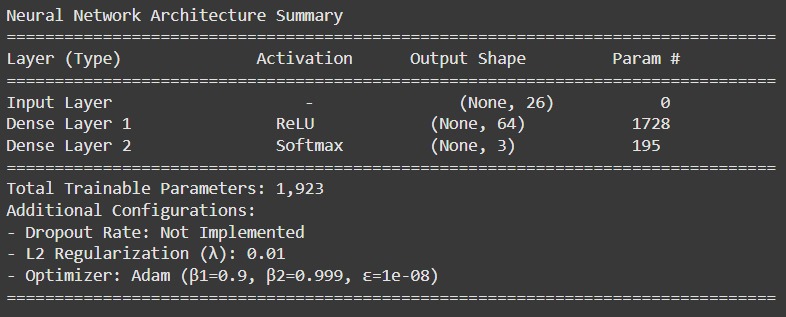 Neural Network Architecture Summary
================================================================================
Layer (Type)              Activation      Output Shape         Param #
================================================================================
Input Layer                    -               (None, 26)           0
Dense Layer 1               ReLU            (None, 64)           1728
Dense Layer 2               Softmax         (None, 3)            195
================================================================================
Total Trainable Parameters: 1,923
Additional Configurations:
- Dropout Rate: Not Implemented
- L2 Regularization (λ): 0.01
- Optimizer: Adam (β1=0.9, β2=0.999, ε=1e-08)
================================================================================